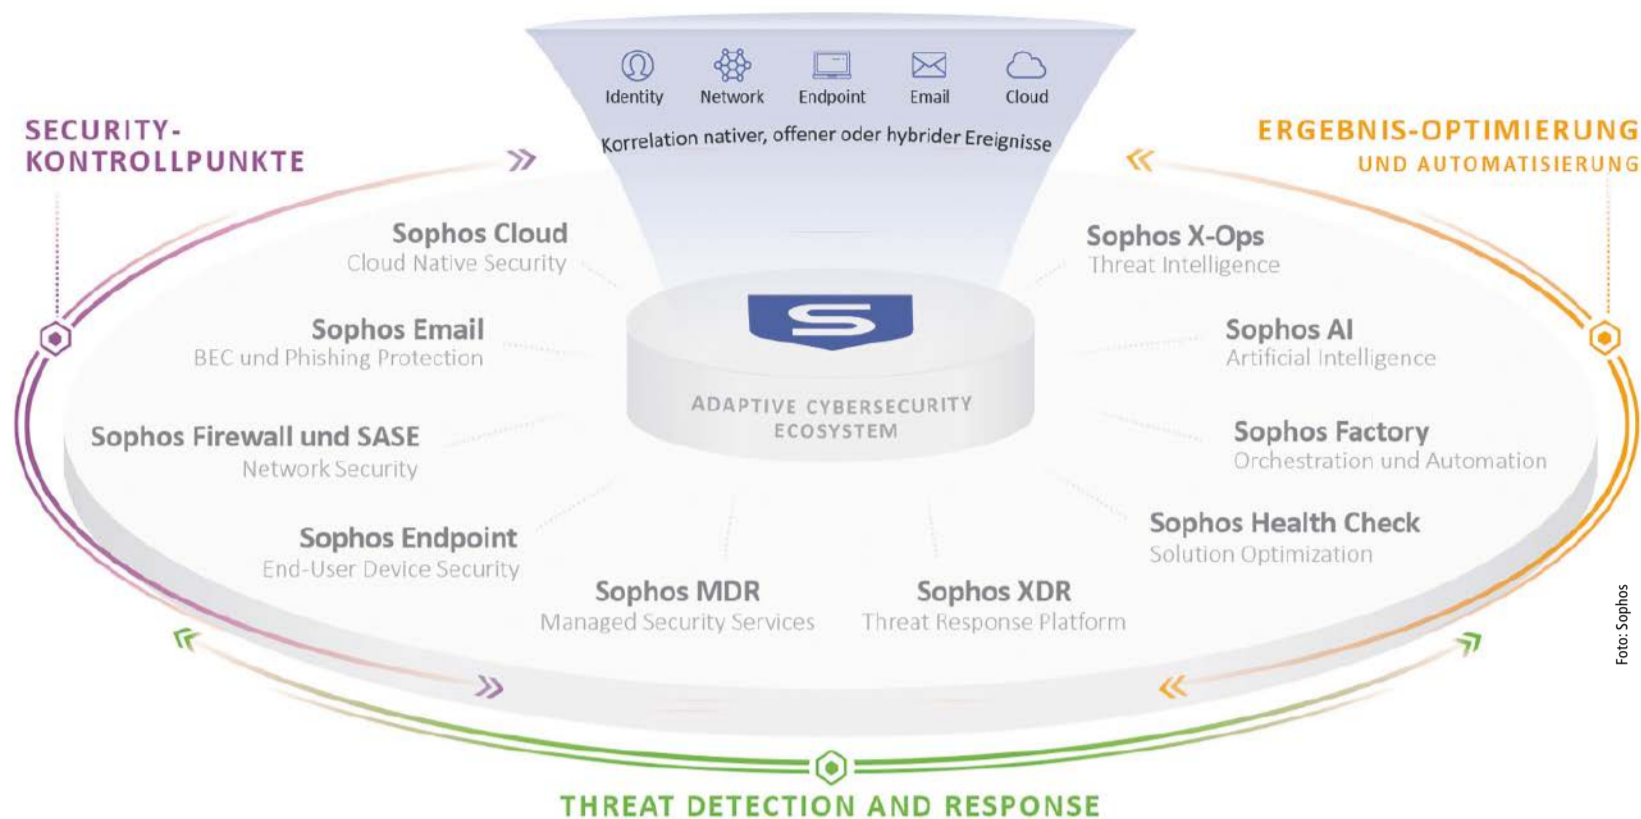 Identity
Network
Endpoint
Email
Cloud
Korrelation nativer, offener oder hybrider Ereignisse
SECURITY-
KONTROLLPUNKTE
ERGEBNIS-OPTIMIERUNG
UND AUTOMATISIERUNG
Sophos Cloud
Cloud Native Security
Sophos Email
BEC und Phishing Protection
Sophos Firewall und SASE
Network Security
Sophos Endpoint
End-User Device Security
Sophos MDR
Managed Security Services
Sophos XDR
Threat Response Platform
Sophos X-Ops
Threat Intelligence
Sophos AI
Artificial Intelligence
Sophos Factory
Orchestration und Automation
Sophos Health Check
Solution Optimization
S
ADAPTIVE CYBERSECURITY
ECOSYSTEM
THREAT DETECTION AND RESPONSE
Foto: Sophos